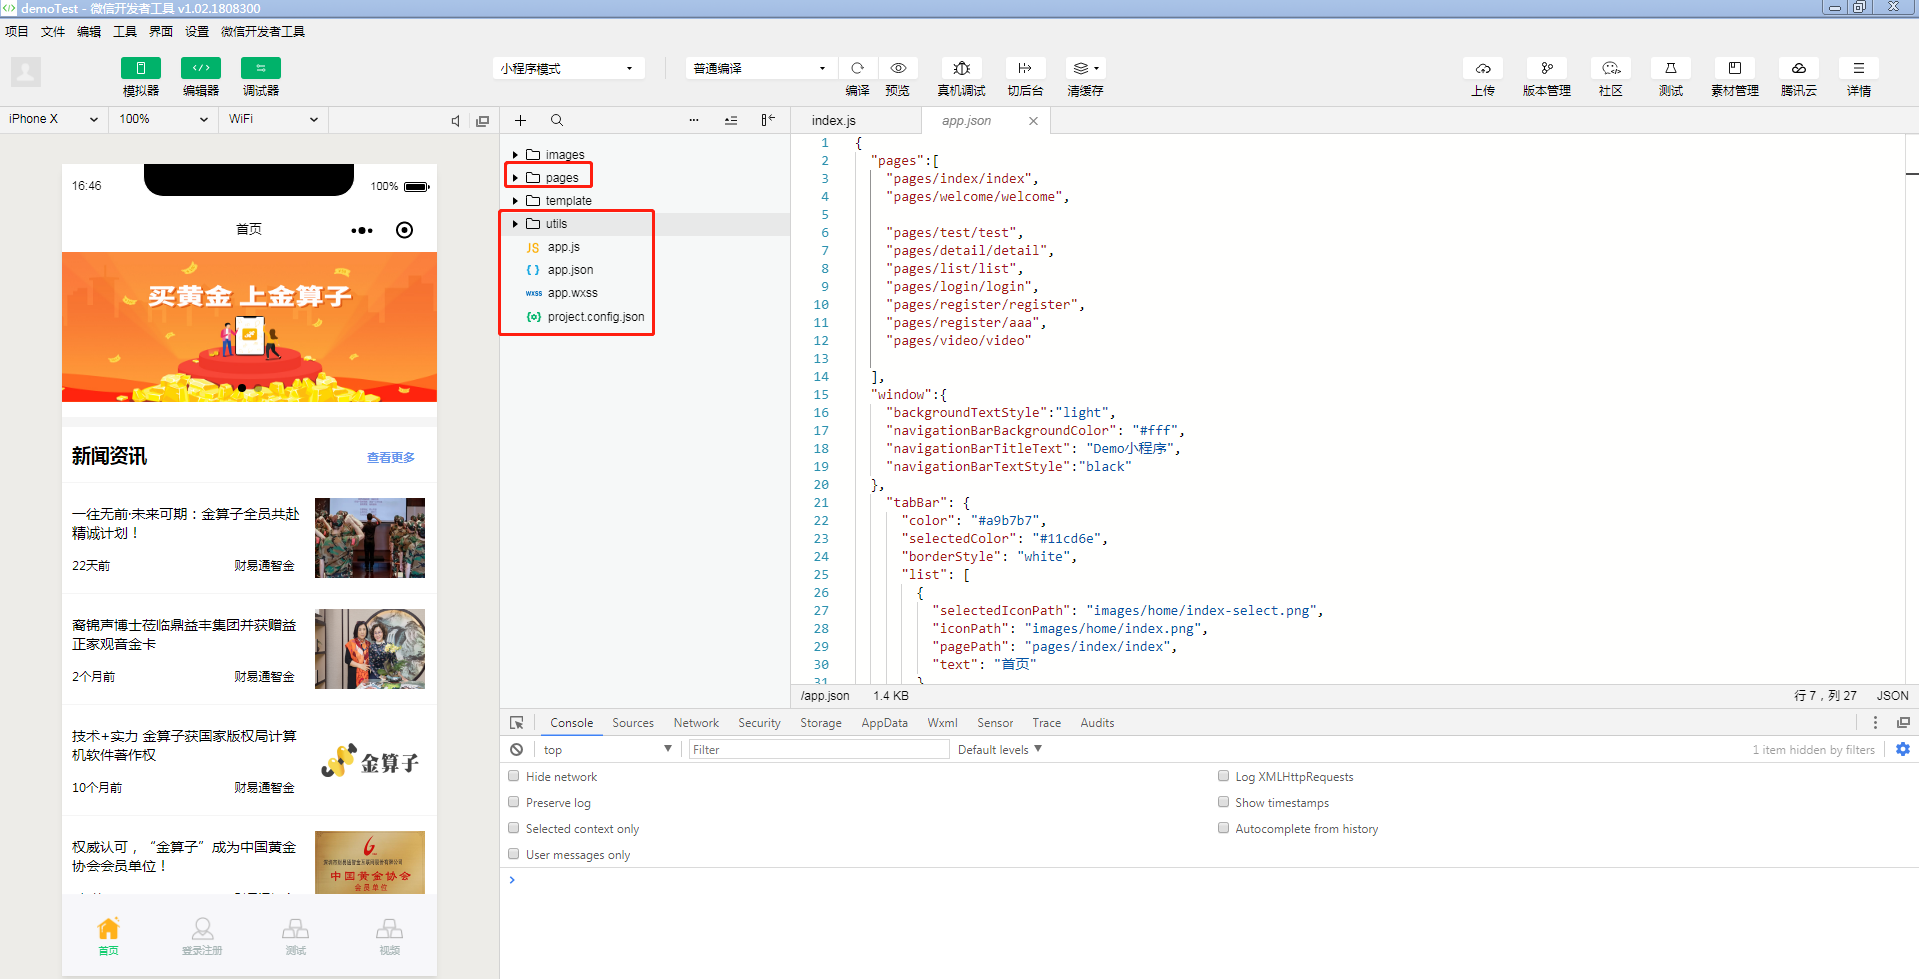 demoTest - 微信开发者工具 v1.02.1808300
项目 文件 编辑 工具 界面 设置 微信开发者工具
模拟器 编辑器 调试器
小程序模式
普通编译
编译 预览 真机调试 切后台 清缓存
上传 版本管理 社区 测试 素材管理 腾讯云 详情
iPhone X
100%
WiFi
16:46
100%
首页
买黄金 上金算子
新闻资讯
查看更多
一往无前·未来可期：金算子全员共赴
精诚计划！
22天前 财易通智金
裔锦声博士莅临鼎益丰集团并获赠益
正家观音金卡
2个月前 财易通智金
技术+实力 金算子获国家版权局计算
机软件著作权
10个月前 财易通智金
金算子
权威认可，“金算子”成为中国黄金
协会会员单位！
中国黄金协会
会员单位
首页 登录注册 测试 视频
images
pages
template
utils
JS app.js
{ } app.json
wxss app.wxss
{o} project.config.json
index.js
app.json
1 {
2 "pages":[
3 "pages/index/index",
4 "pages/welcome/welcome",
5
6 "pages/test/test",
7 "pages/detail/detail",
8 "pages/list/list",
9 "pages/login/login",
10 "pages/register/register",
11 "pages/register/aaa",
12 "pages/video/video"
13
14 ],
15 "window":{
16 "backgroundTextStyle":"light",
17 "navigationBarBackgroundColor": "#fff",
18 "navigationBarTitleText": "Demo小程序",
19 "navigationBarTextStyle":"black"
20 },
21 "tabBar": {
22 "color": "#a9b7b7",
23 "selectedColor": "#11cd6e",
24 "borderStyle": "white",
25 "list": [
26 {
27 "selectedIconPath": "images/home/index-select.png",
28 "iconPath": "images/home/index.png",
29 "pagePath": "pages/index/index",
30 "text": "首页"
31 }
/app.json 1.4 KB
行 7，列 27 JSON
Console Sources Network Security Storage AppData Wxml Sensor Trace Audits
top
Filter
Default levels
1 item hidden by filters
Hide network
Log XMLHttpRequests
Preserve log
Show timestamps
Selected context only
Autocomplete from history
User messages only